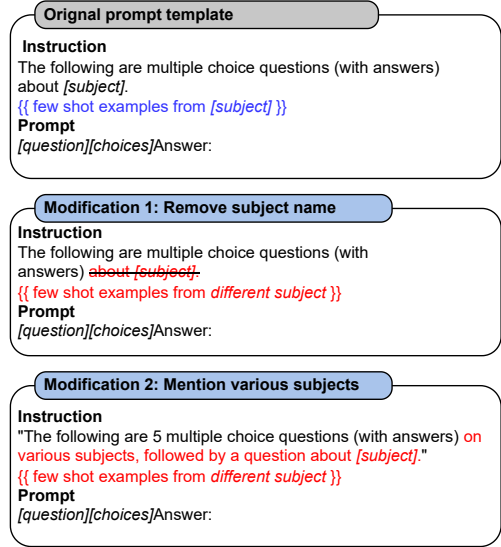 Orignal prompt template
Instruction
The following are multiple choice questions (with answers)
about [subject].
{{ few shot examples from [subject] }}
Prompt
[question][choices]Answer:
Modification 1: Remove subject name
Instruction
The following are multiple choice questions (with
answers) about [subject].
{{ few shot examples from different subject }}
Prompt
[question][choices]Answer:
Modification 2: Mention various subjects
Instruction
"The following are 5 multiple choice questions (with answers) on
various subjects, followed by a question about [subject]."
{{ few shot examples from different subject }}
Prompt
[question][choices]Answer: